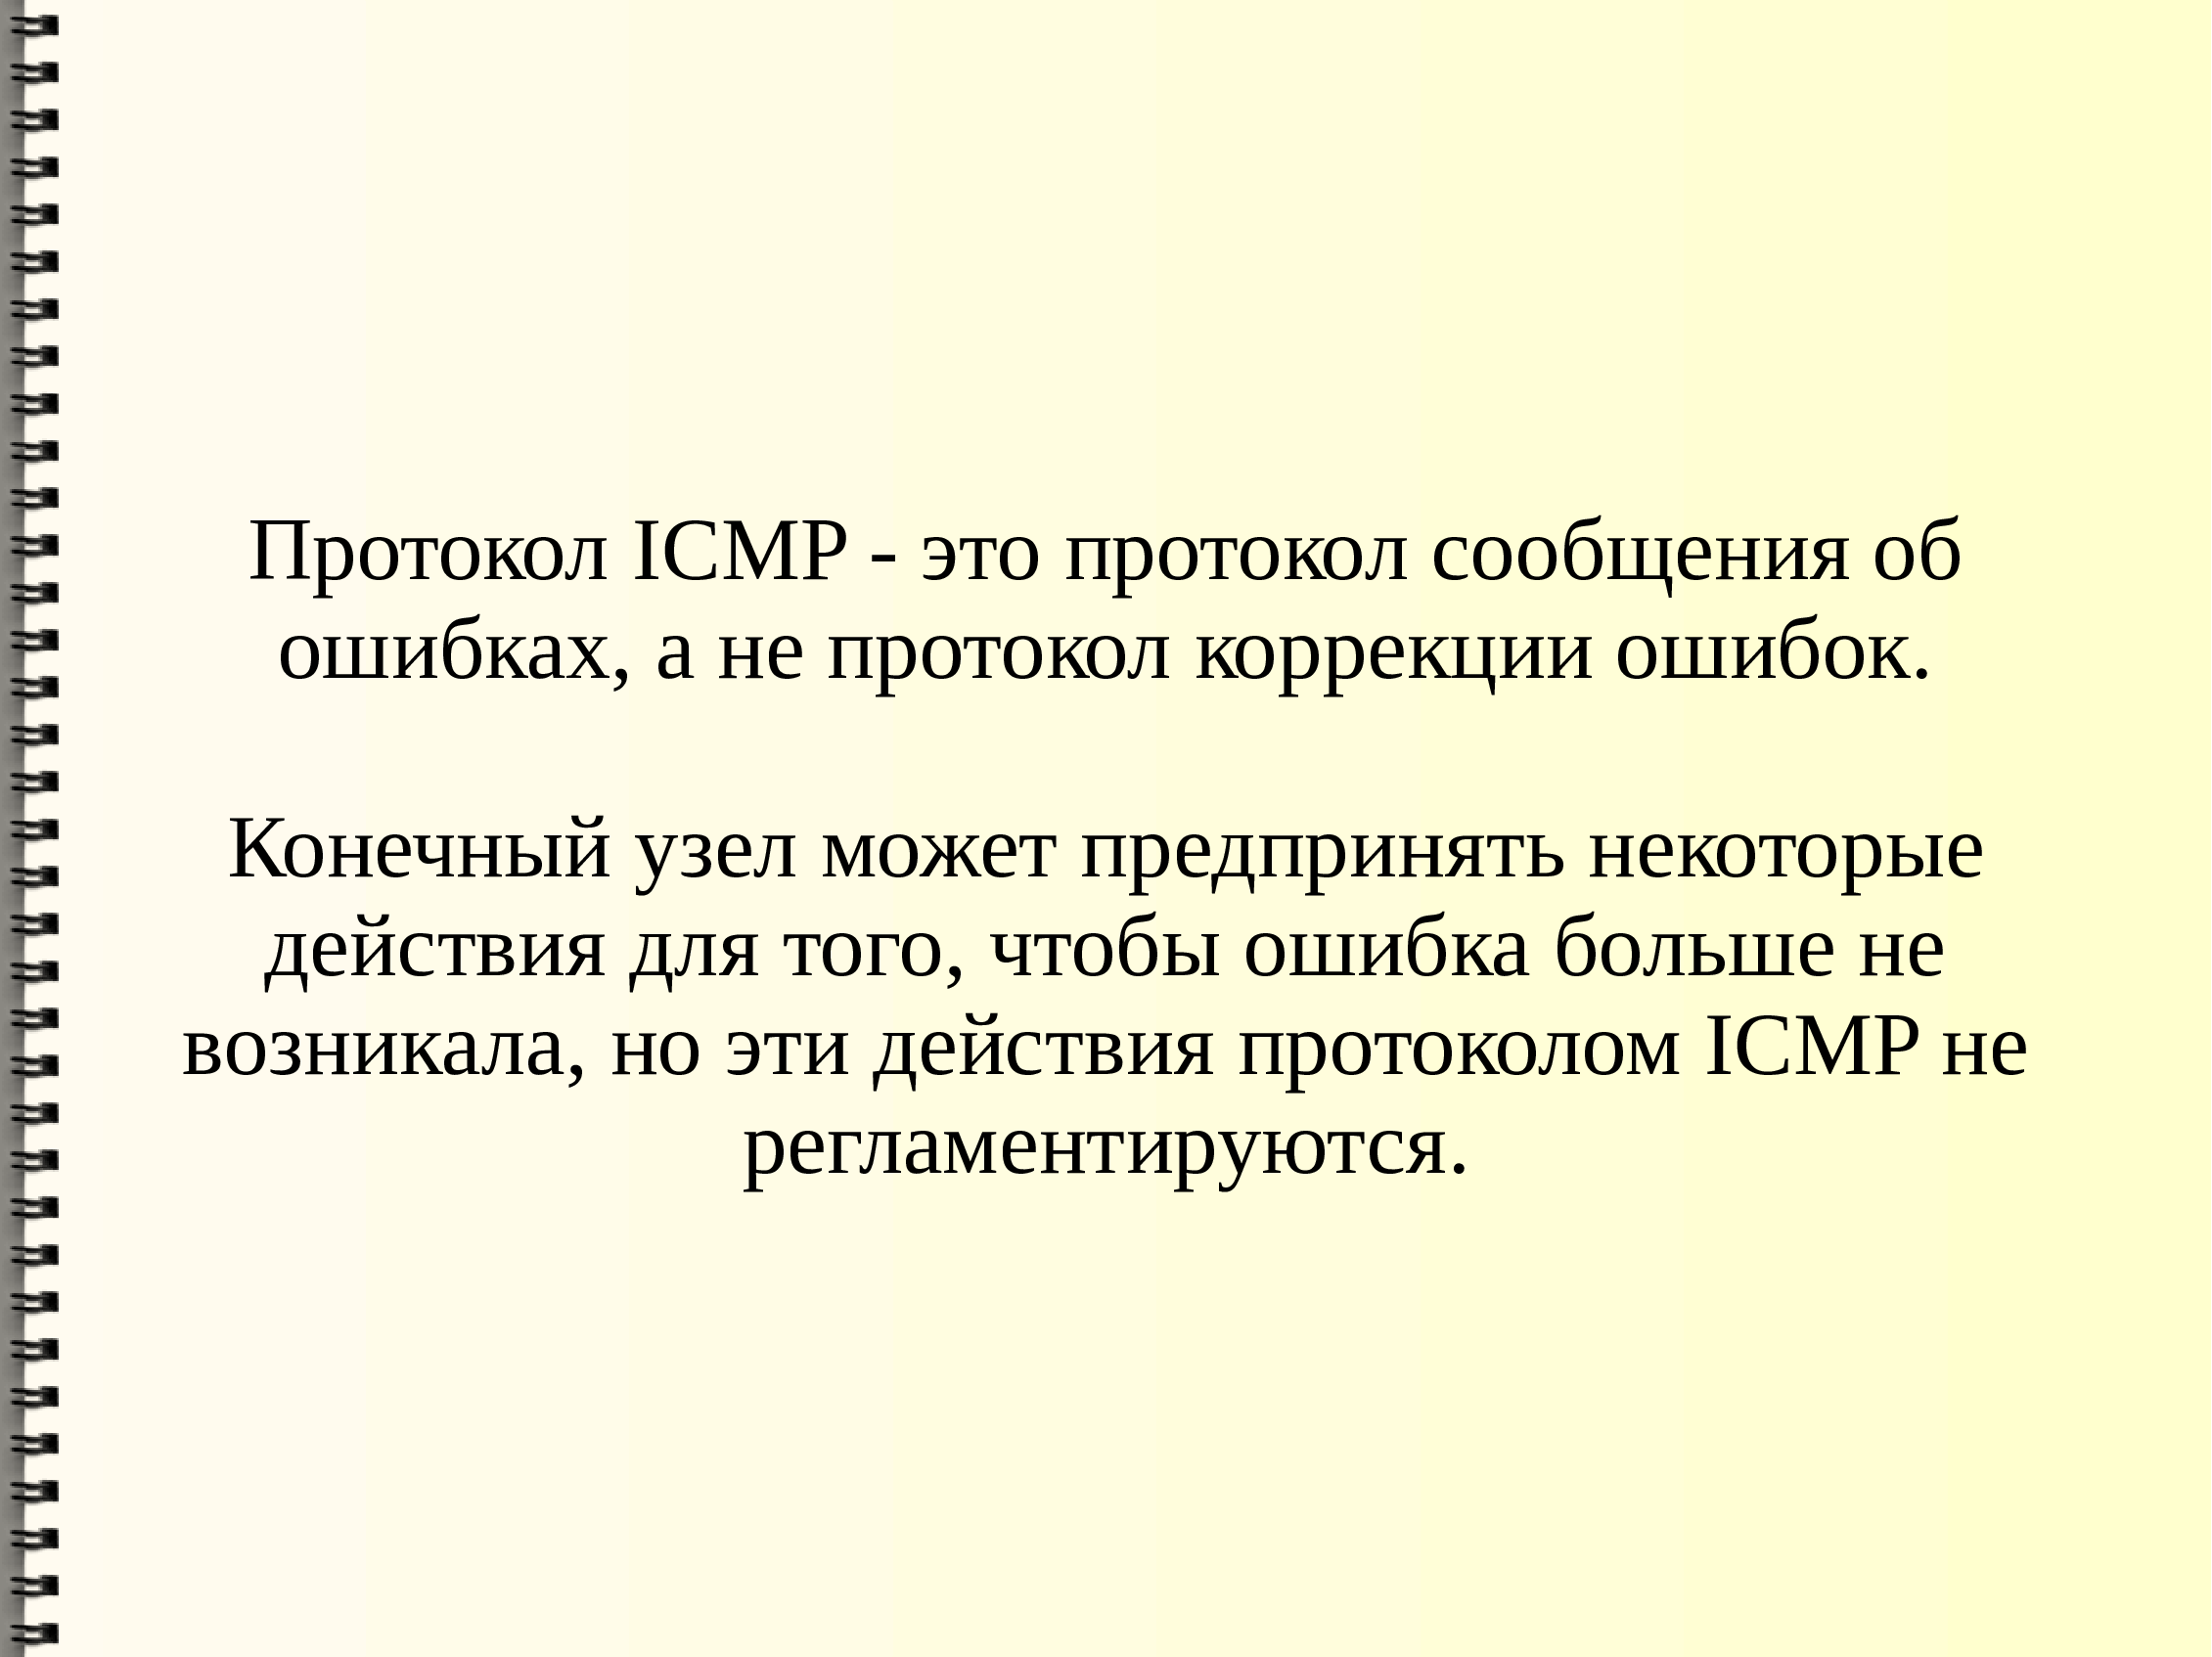 Протокол ICMP - это протокол сообщения об
ошибках, а не протокол коррекции ошибок.
Конечный узел может предпринять некоторые
действия для того, чтобы ошибка больше не
возникала, но эти действия протоколом ICMP не
регламентируются.